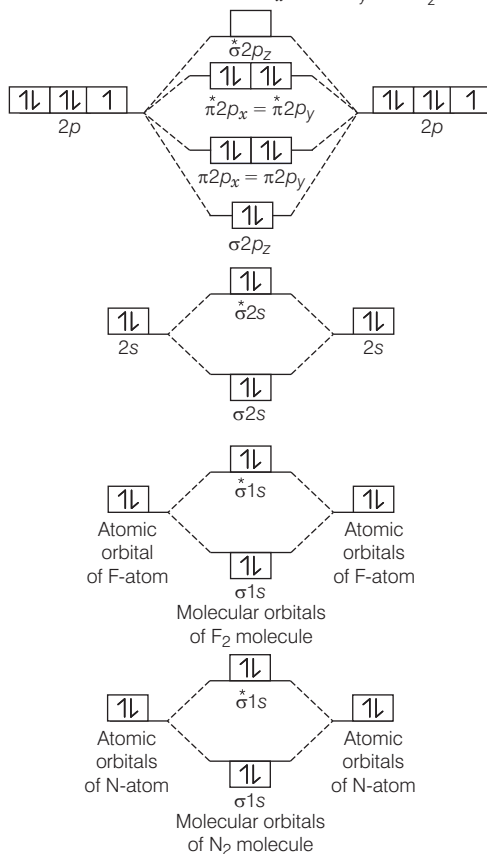 σ*2p_z
π*2p_x = π*2p_y
2p 2p
π2p_x = π2p_y
σ2p_z
σ*2s
2s 2s
σ2s
σ*1s
Atomic
orbital
of F-atom
Atomic
orbitals
of F-atom
σ1s
Molecular orbitals
of F₂ molecule
σ*1s
Atomic
orbitals
of N-atom
Atomic
orbitals
of N-atom
σ1s
Molecular orbitals
of N₂ molecule